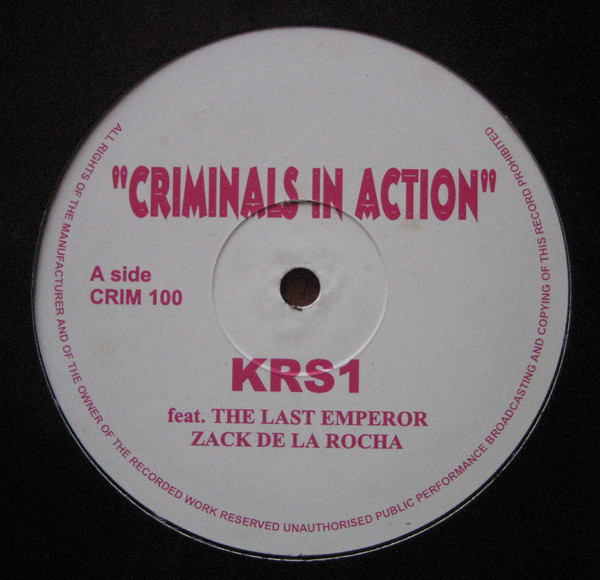 "CRIMINALS IN ACTION"
A side
CRIM 100
KRS1
feat. THE LAST EMPEROR
ZACK DE LA ROCHA
ALL RIGHTS OF THE MANUFACTURER AND OF THE OWNER OF THE RECORDED WORK RESERVED UNAUTHORISED PUBLIC PERFORMANCE BROADCASTING AND COPYING OF THIS RECORD PROHIBITED